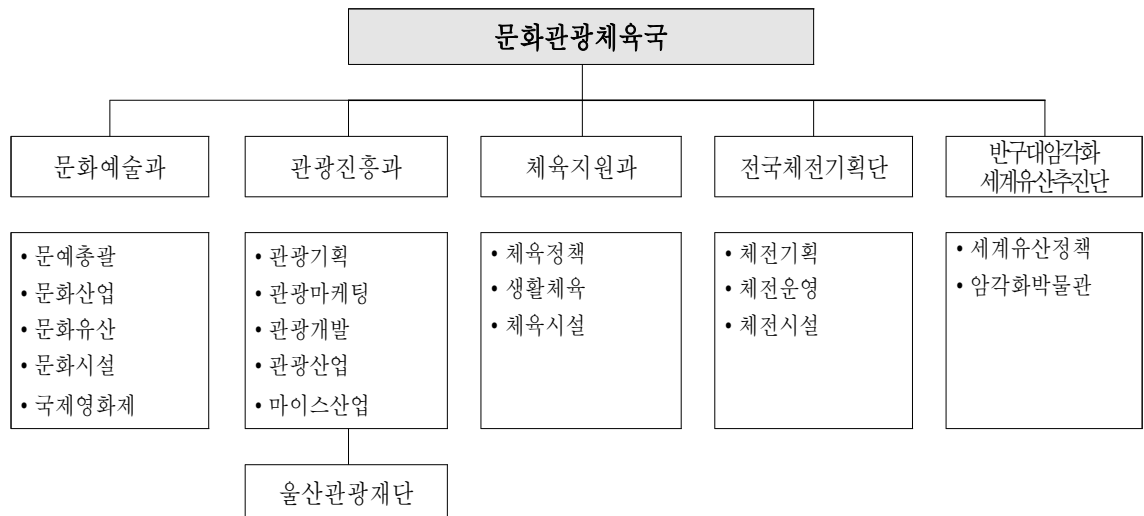 문화관광체육국
문화예술과
관광진흥과
체육지원과
전국체전기획단
반구대암각화
세계유산추진단
• 문예총괄
• 문화산업
• 문화유산
• 문화시설
• 국제영화제
• 관광기획
• 관광마케팅
• 관광개발
• 관광산업
• 마이스산업
• 체육정책
• 생활체육
• 체육시설
• 체전기획
• 체전운영
• 체전시설
• 세계유산정책
• 암각화박물관
울산관광재단